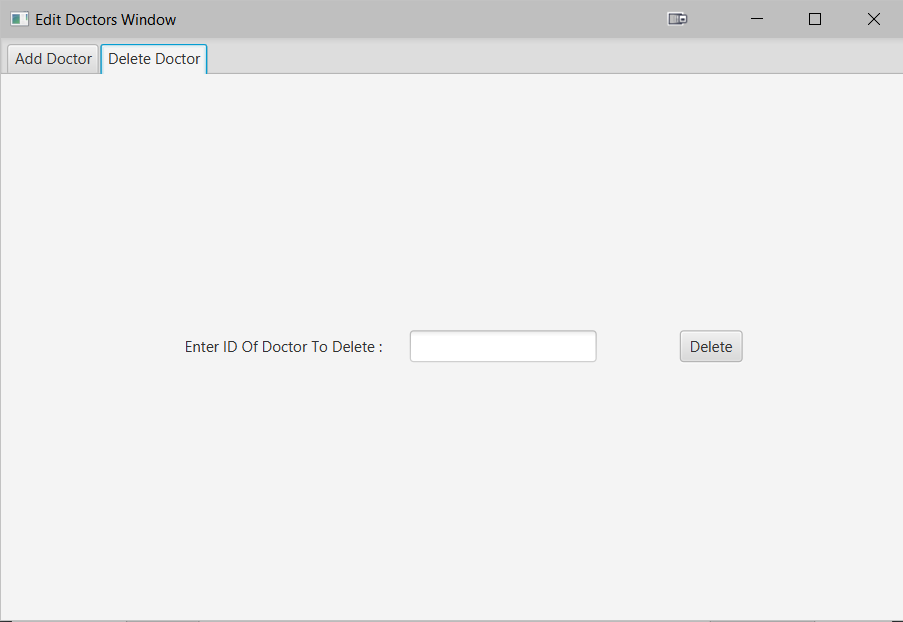 Edit Doctors Window
Add Doctor Delete Doctor
Enter ID Of Doctor To Delete : Delete